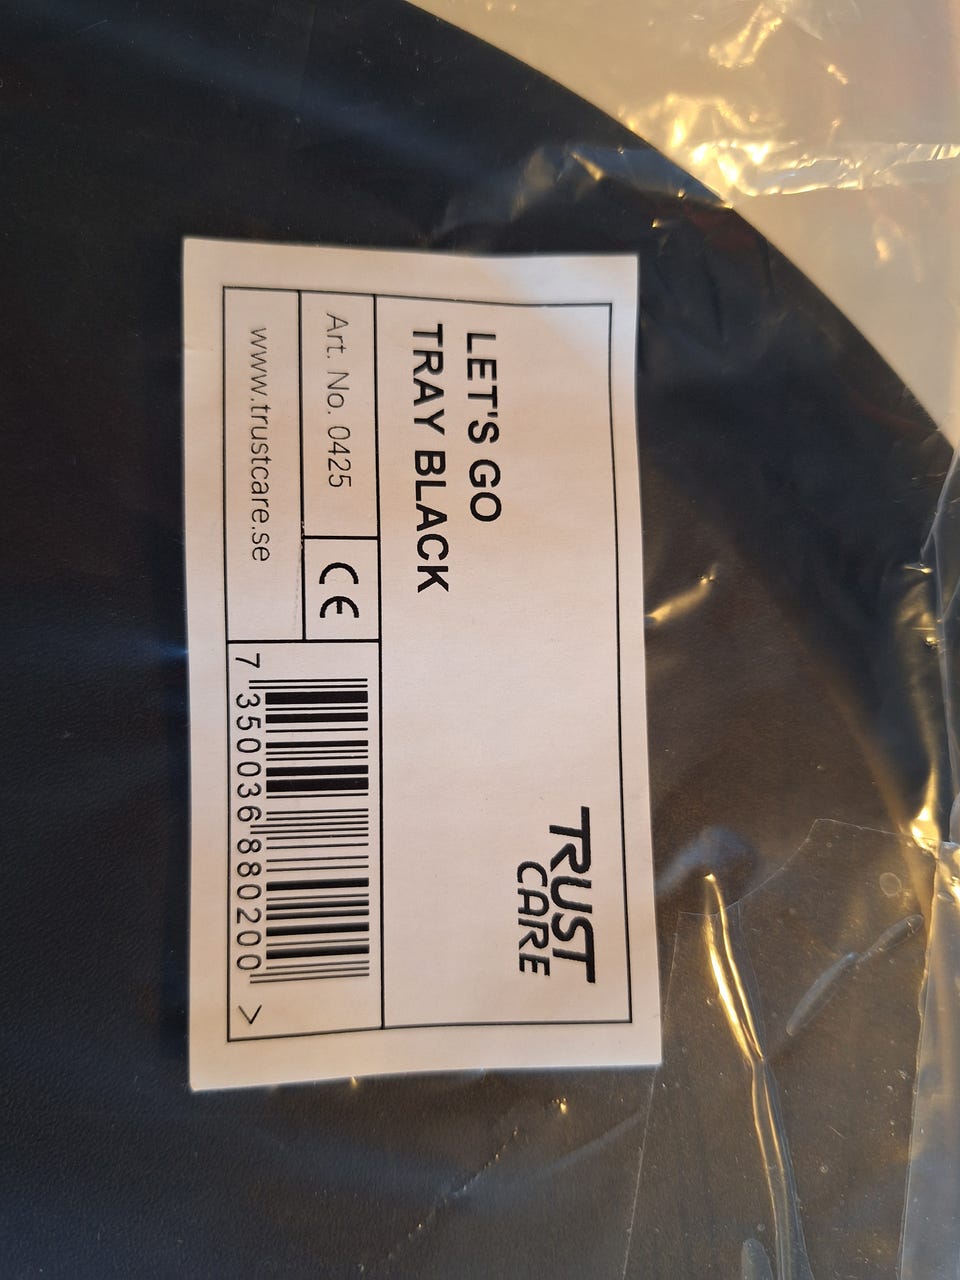 LET'S GO
TRAY BLACK
TRUST
CARE
Art. No. 0425
CE
www.trustcare.se
7 350036 880200 >